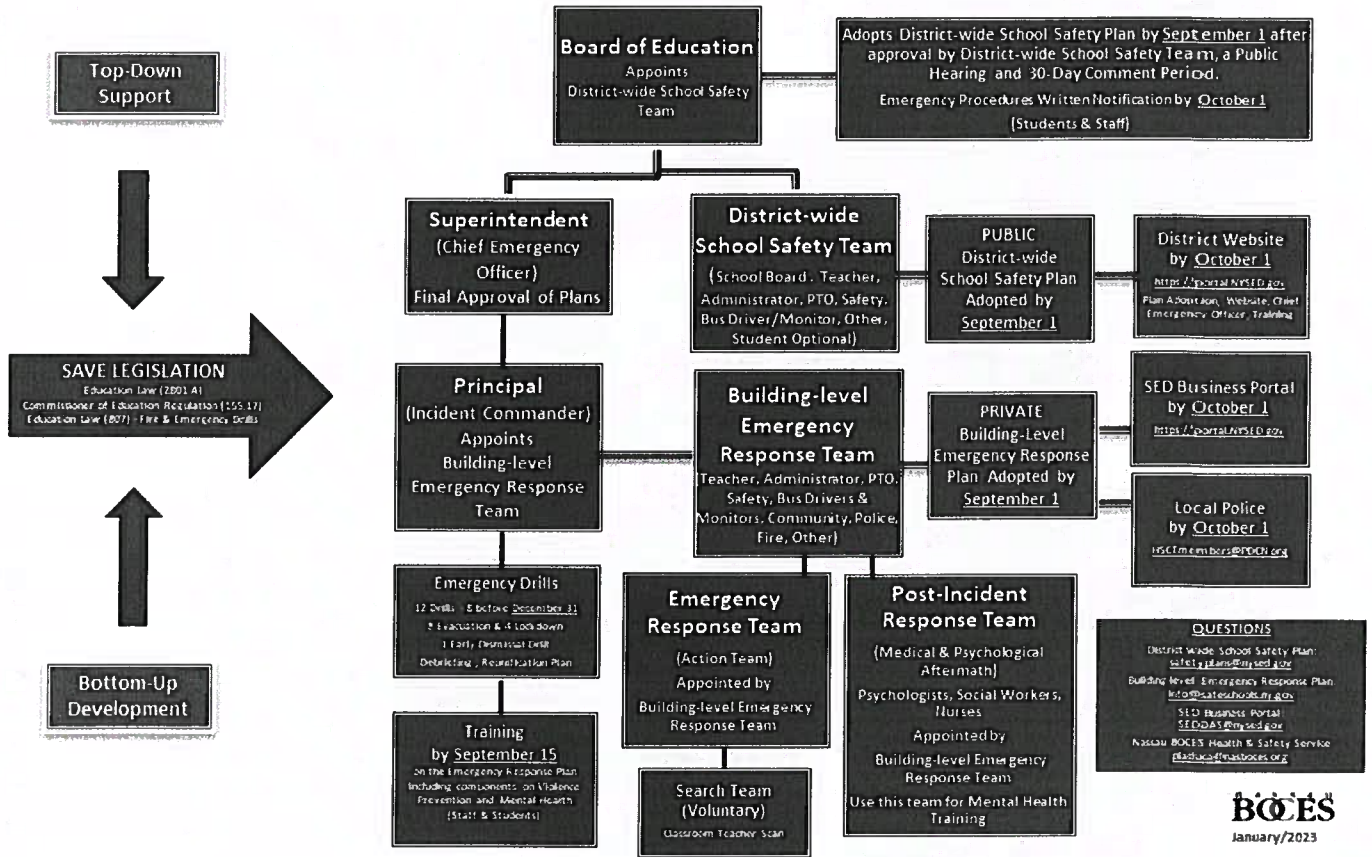 Top-Down
Support
SAVE LEGISLATION
Education Law (2801 A)
Commissioner of Education Regulation (155.17)
Education Law (807) - Fire & Emergency Drills
Bottom-Up
Development
Board of Education
Appoints
District-wide School Safety
Team
Adopts District-wide School Safety Plan by September 1 after
approval by District-wide School Safety Team, a Public
Hearing and 30-Day Comment Period.
Emergency Procedures Written Notification by October 1
(Students & Staff)
Superintendent
(Chief Emergency
Officer)
Final Approval of Plans
District-wide
School Safety Team
(School Board, Teacher,
Administrator, PTO, Safety,
Bus Driver/Monitor, Other,
Student Optional)
PUBLIC
District-wide
School Safety Plan
Adopted by
September 1
District Website
by October 1
https://portal.NYSED.gov
Plan Adoption, Website, Chief
Emergency Officer, Training
Principal
(Incident Commander)
Appoints
Building-level
Emergency Response
Team
Building-level
Emergency
Response Team
Teacher, Administrator, PTO,
Safety, Bus Drivers &
Monitors, Community, Police,
Fire, Other)
PRIVATE
Building-Level
Emergency Response
Plan Adopted by
September 1
SED Business Portal
by October 1
https://portal.NYSED.gov
Local Police
by October 1
HSCTmembers@PDCN.org
Emergency Drills
12 Drills - 8 before December 31
8 Evacuation & 4 Lockdown
1 Early Dismissal Drill
Debriefing, Reunification Plan
Training
by September 15
on the Emergency Response Plan
Including components on Violence
Prevention and Mental Health
(Staff & Students)
Emergency
Response Team
(Action Team)
Appointed by
Building-level Emergency
Response Team
Search Team
(Voluntary)
Classroom Teacher Scan
Post-Incident
Response Team
(Medical & Psychological
Aftermath)
Psychologists, Social Workers,
Nurses
Appointed by
Building-level Emergency
Response Team
Use this team for Mental Health
Training
QUESTIONS
District Wide School Safety Plan:
safetyplans@nysed.gov
Building level Emergency Response Plan:
info@safeschools.ny.gov
SED Business Portal:
SEDDAS@nysed.gov
Nassau BOCES Health & Safety Service
BOCES
January/2023